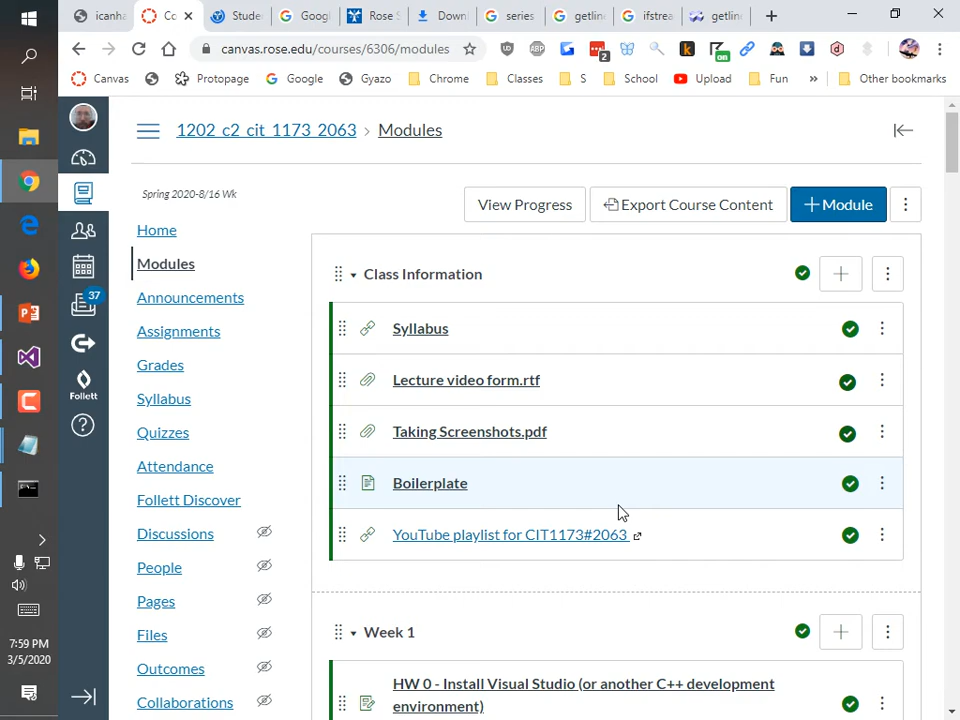 icanha
Co
Stude
Goog
Rose S
Down
series
getline
ifstrea
getlin
canvas.rose.edu/courses/6306/modules
ABP
2
on
Canvas
Protopage
Google
Gyazo
Chrome
Classes
S
School
Upload
Fun
»
Other bookmarks
1202_c2_cit_1173_2063 > Modules
Spring 2020-8/16 Wk
View Progress
Export Course Content
+ Module
Home
Modules
Announcements
Assignments
Grades
Syllabus
Quizzes
Attendance
Follett Discover
Discussions
People
Pages
Files
Outcomes
Collaborations
Class Information
Syllabus
Lecture video form.rtf
Taking Screenshots.pdf
Boilerplate
YouTube playlist for CIT1173#2063
Week 1
HW 0 - Install Visual Studio (or another C++ development
environment)
37
Follett
7:59 PM
3/5/2020